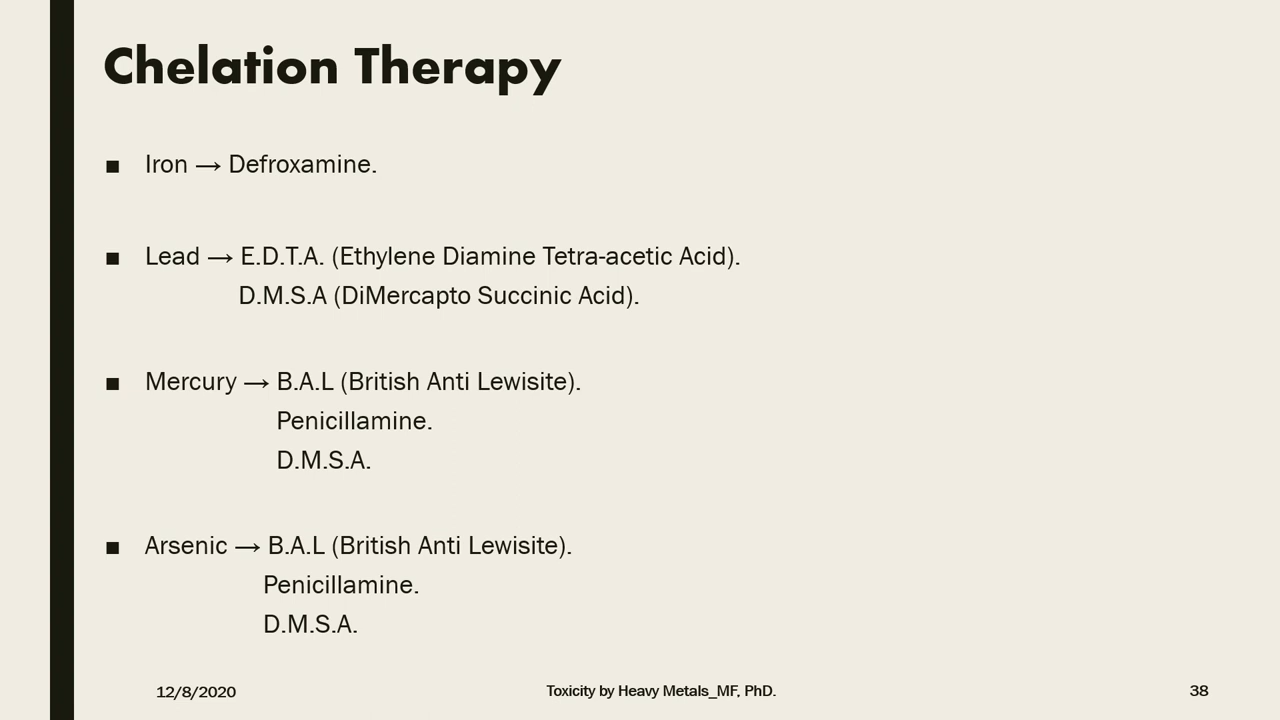 Chelation Therapy
■ Iron → Defroxamine.
■ Lead → E.D.T.A. (Ethylene Diamine Tetra-acetic Acid).
D.M.S.A (DiMercapto Succinic Acid).
■ Mercury → B.A.L (British Anti Lewisite).
Penicillamine.
D.M.S.A.
■ Arsenic → B.A.L (British Anti Lewisite).
Penicillamine.
D.M.S.A.
12/8/2020 Toxicity by Heavy Metals_MF, PhD. 38